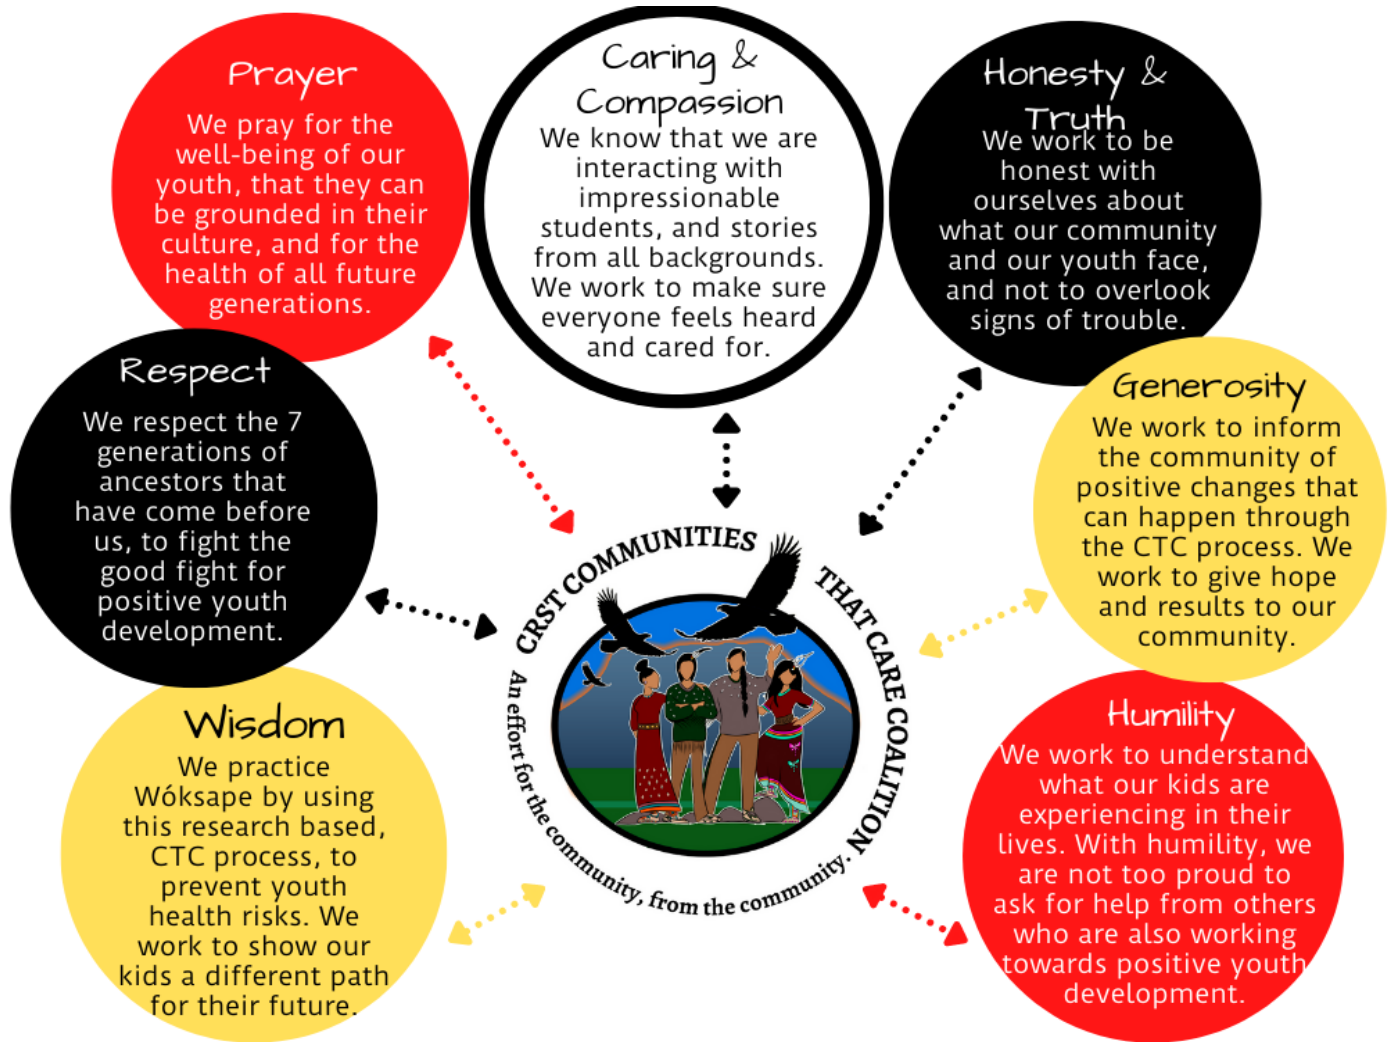 Prayer
We pray for the
well-being of our
youth, that they can
be grounded in their
culture, and for the
health of all future
generations.
Caring &
Compassion
We know that we are
interacting with
impressionable
students, and stories
from all backgrounds.
We work to make sure
everyone feels heard
and cared for.
Honesty &
Truth
We work to be
honest with
ourselves about
what our community
and our youth face,
and not to overlook
signs of trouble.
Respect
We respect the 7
generations of
ancestors that
have come before
us, to fight the
good fight for
positive youth
development.
Generosity
We work to inform
the community of
positive changes that
can happen through
the CTC process. We
work to give hope
and results to our
community.
Wisdom
We practice
Wóksape by using
this research based,
CTC process, to
prevent youth
health risks. We
work to show our
kids a different path
for their future.
Humility
We work to understand
what our kids are
experiencing in their
lives. With humility, we
are not too proud to
ask for help from others
who are also working
towards positive youth
development.
CRST COMMUNITIES THAT CARE COALITION
An effort for the community, from the community.